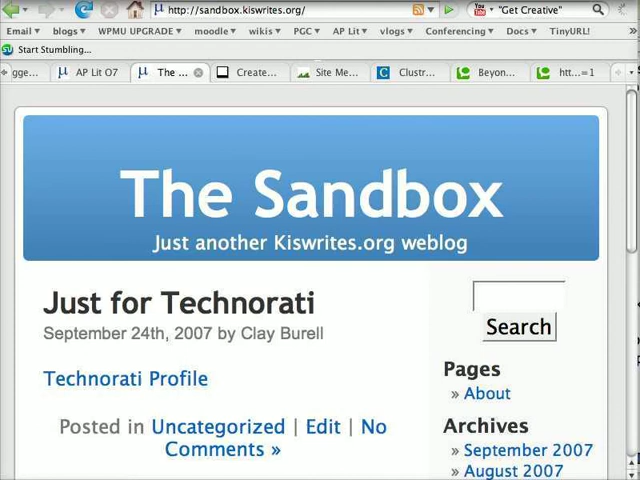 http://sandbox.kiswrites.org/
"Get Creative"
Email blogs WPMU UPGRADE moodle wikis PGC AP Lit vlogs Conferencing Docs TinyURL!
Start Stumbling...
gge... AP Lit O7 The ... Create... Site Me... Clustr... Beyon... htt...=1
The Sandbox
Just another Kiswrites.org weblog
Just for Technorati
September 24th, 2007 by Clay Burell
Technorati Profile
Posted in Uncategorized | Edit | No
Comments »
Search
Pages
» About
Archives
» September 2007
» August 2007